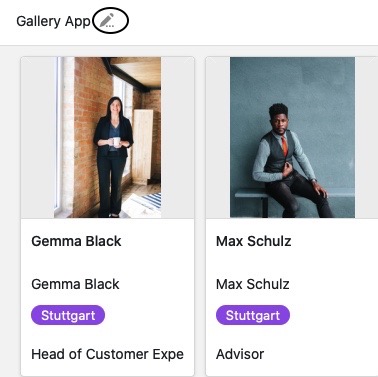 Gallery App
Gemma Black
Max Schulz
Gemma Black
Max Schulz
Stuttgart
Stuttgart
Head of Customer Expe
Advisor